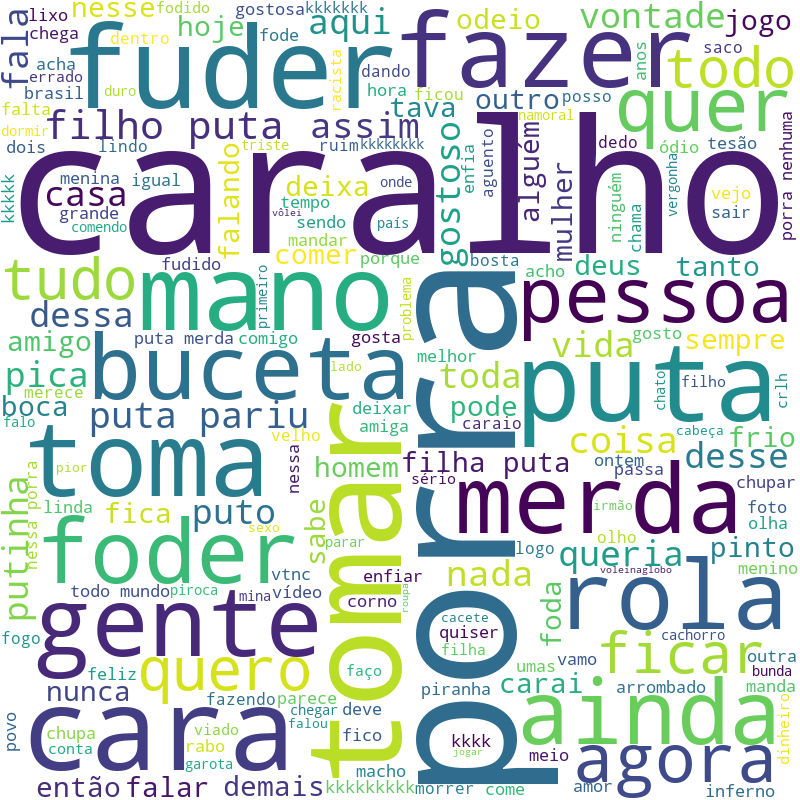 lixo
nesse
fodido
gostosa
kkkkkkk
vontade
jogo
chega
hoje
fode
aqui
odeio
fala
fuder
fazer
todo
acha
dentro
dando
anos
saco
errado
racista
hora
ficou
outro
posso
quer
brasil
duro
tava
namoral
falta
filho puta assim
ruim
kkkkkkkk
alguém
dedo
ódio
tesão
dormir
triste
aguento
dois
lindo
caralho
gostoso
enfia
mulher
ninguém
chama
vergonha
porra nenhuma
kkkkk
menina
igual
falando
deixa
onde
vejo
casa
tempo
sair
grande
vôlei
sendo
país
comendo
mandar
tudo
fudido
comer
porque
bosta
acho
deus
tanto
mano
primeiro
problema
pessoa
dessa
amigo
puta merda
comigo
gosta
melhor
vida
gosto
sempre
pica
buceta
lado
toda
puta
chato
filho
crlh
merece
boca
puta pariu
deixar
pode
falo
amiga
caraio
coisa
cabeça
frio
toma
velho
nessa
homem
filha puta
ontem
desse
pior
sério
passa
putinha
nessa porra
linda
fica
puto
sexo
sabe
tomar
porra
merda
irmão
chupar
foto
olho
olha
foder
parar
logo
queria
pinto
todo mundo
piroca
vtnc
vídeo
enfiar
nada
voleinaglobo
menino
mina
corno
roupa
cacete
foda
rola
fogo
gente
quiser
cachorro
feliz
quero
faço
filha
umas
vamo
ficar
outra
bunda
nunca
fazendo
parece
piranha
carai
arrombado
manda
povo
cara
chegar
deve
ainda
dinheiro
chupa
viado
falou
fico
kkkk
conta
rabo
jogar
meio
agora
garota
macho
então
falar
demais
kkkkkkkkk
morrer
come
amor
inferno